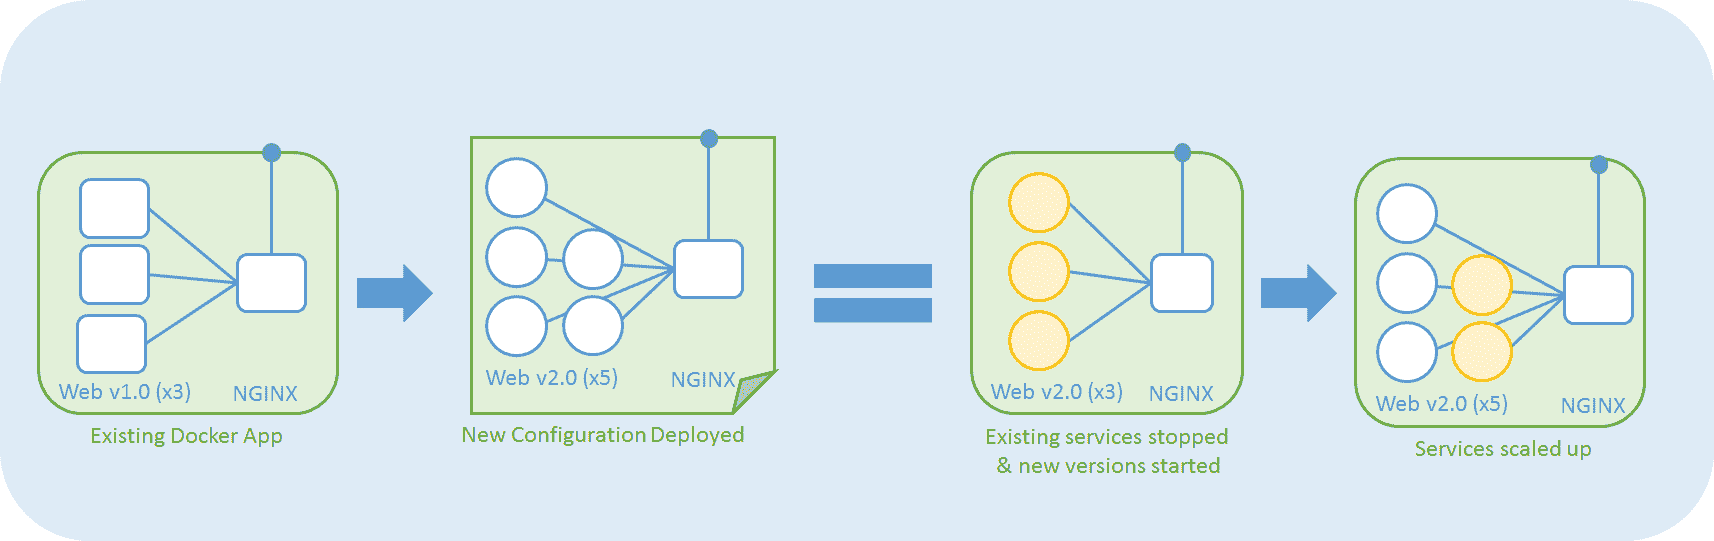 Web v1.0 (x3) NGINX
Existing Docker App
Web v2.0 (x5) NGINX
New Configuration Deployed
Web v2.0 (x3) NGINX
Existing services stopped
& new versions started
Web v2.0 (x5) NGINX
Services scaled up